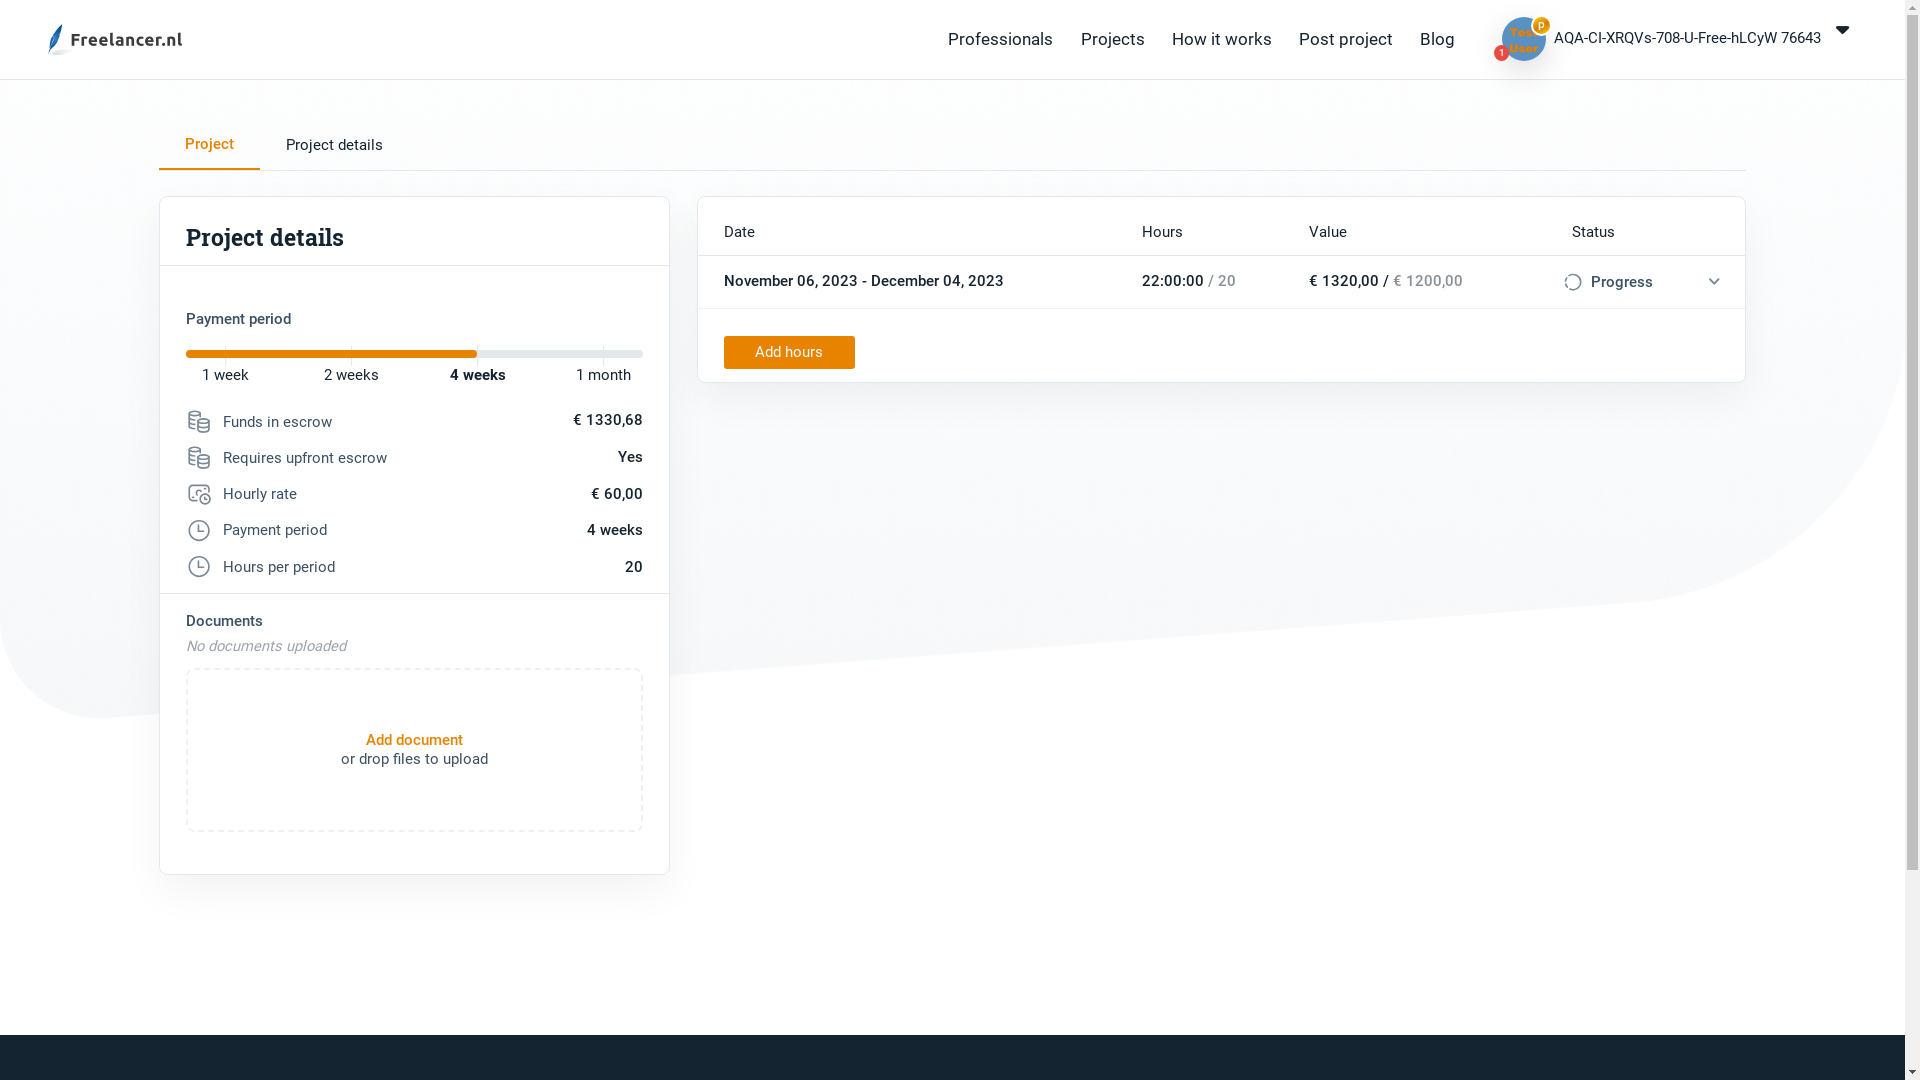 Freelancer.nl
Professionals
Projects
How it works
Post project
Blog
Test User
p
1
AQA-CI-XRQVs-708-U-Free-hLCyW 76643
Project
Project details
Project details
Payment period
1 week
2 weeks
4 weeks
1 month
Funds in escrow
€ 1330,68
Requires upfront escrow
Yes
Hourly rate
€ 60,00
Payment period
4 weeks
Hours per period
20
Documents
No documents uploaded
Add document
or drop files to upload
Date
Hours
Value
Status
November 06, 2023 - December 04, 2023
22:00:00 / 20
€ 1320,00 / € 1200,00
Progress
Add hours